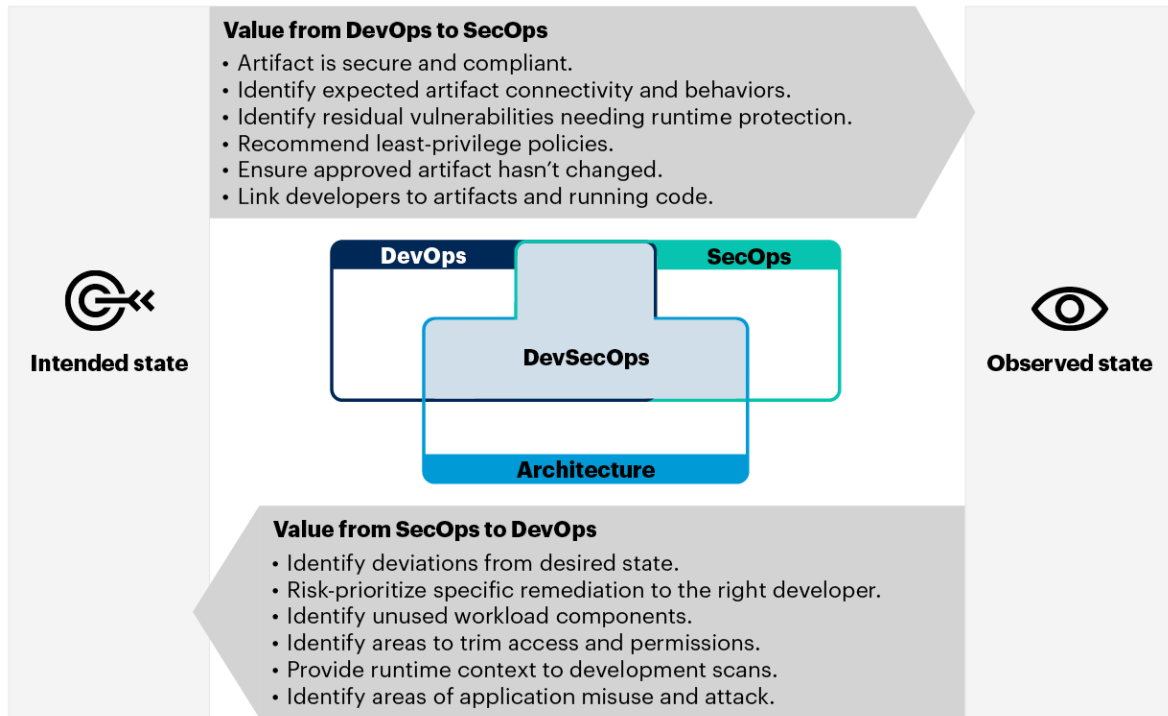 Value from DevOps to SecOps
• Artifact is secure and compliant.
• Identify expected artifact connectivity and behaviors.
• Identify residual vulnerabilities needing runtime protection.
• Recommend least-privilege policies.
• Ensure approved artifact hasn’t changed.
• Link developers to artifacts and running code.
DevOps
SecOps
Intended state
DevSecOps
Observed state
Architecture
Value from SecOps to DevOps
• Identify deviations from desired state.
• Risk-prioritize specific remediation to the right developer.
• Identify unused workload components.
• Identify areas to trim access and permissions.
• Provide runtime context to development scans.
• Identify areas of application misuse and attack.